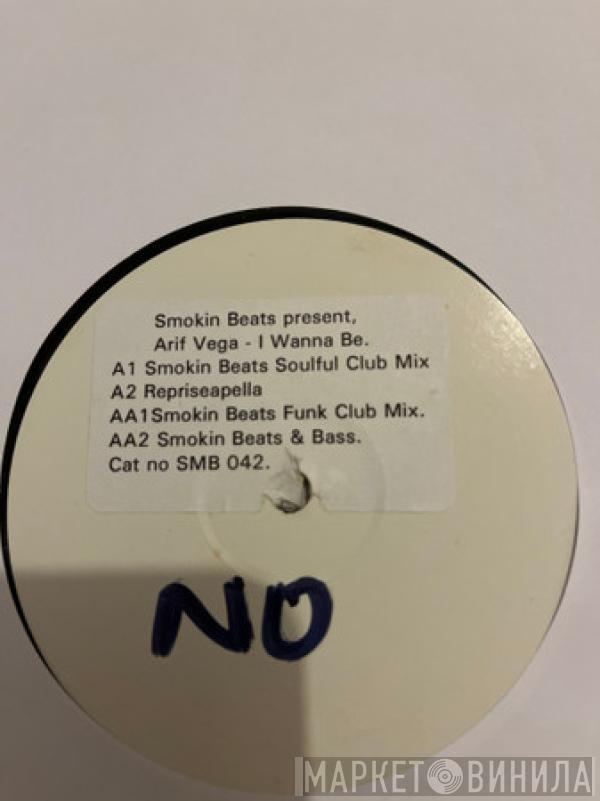 Smokin Beats present,
Arif Vega - I Wanna Be.
A1 Smokin Beats Soulful Club Mix
A2 Repriseapella
AA1Smokin Beats Funk Club Mix.
AA2 Smokin Beats & Bass.
Cat no SMB 042.
NO
МАРКЕТ ВИНИЛА